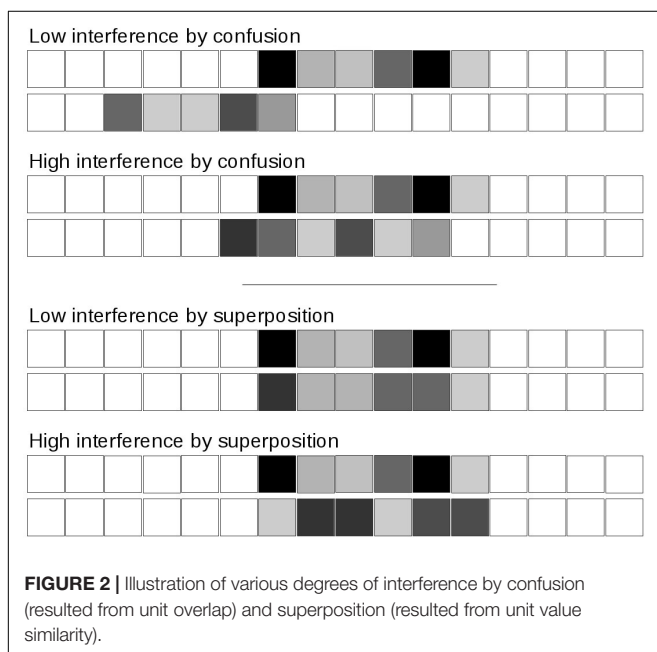 Low interference by confusion
High interference by confusion
Low interference by superposition
High interference by superposition
FIGURE 2 | Illustration of various degrees of interference by confusion
(resulted from unit overlap) and superposition (resulted from unit value
similarity).